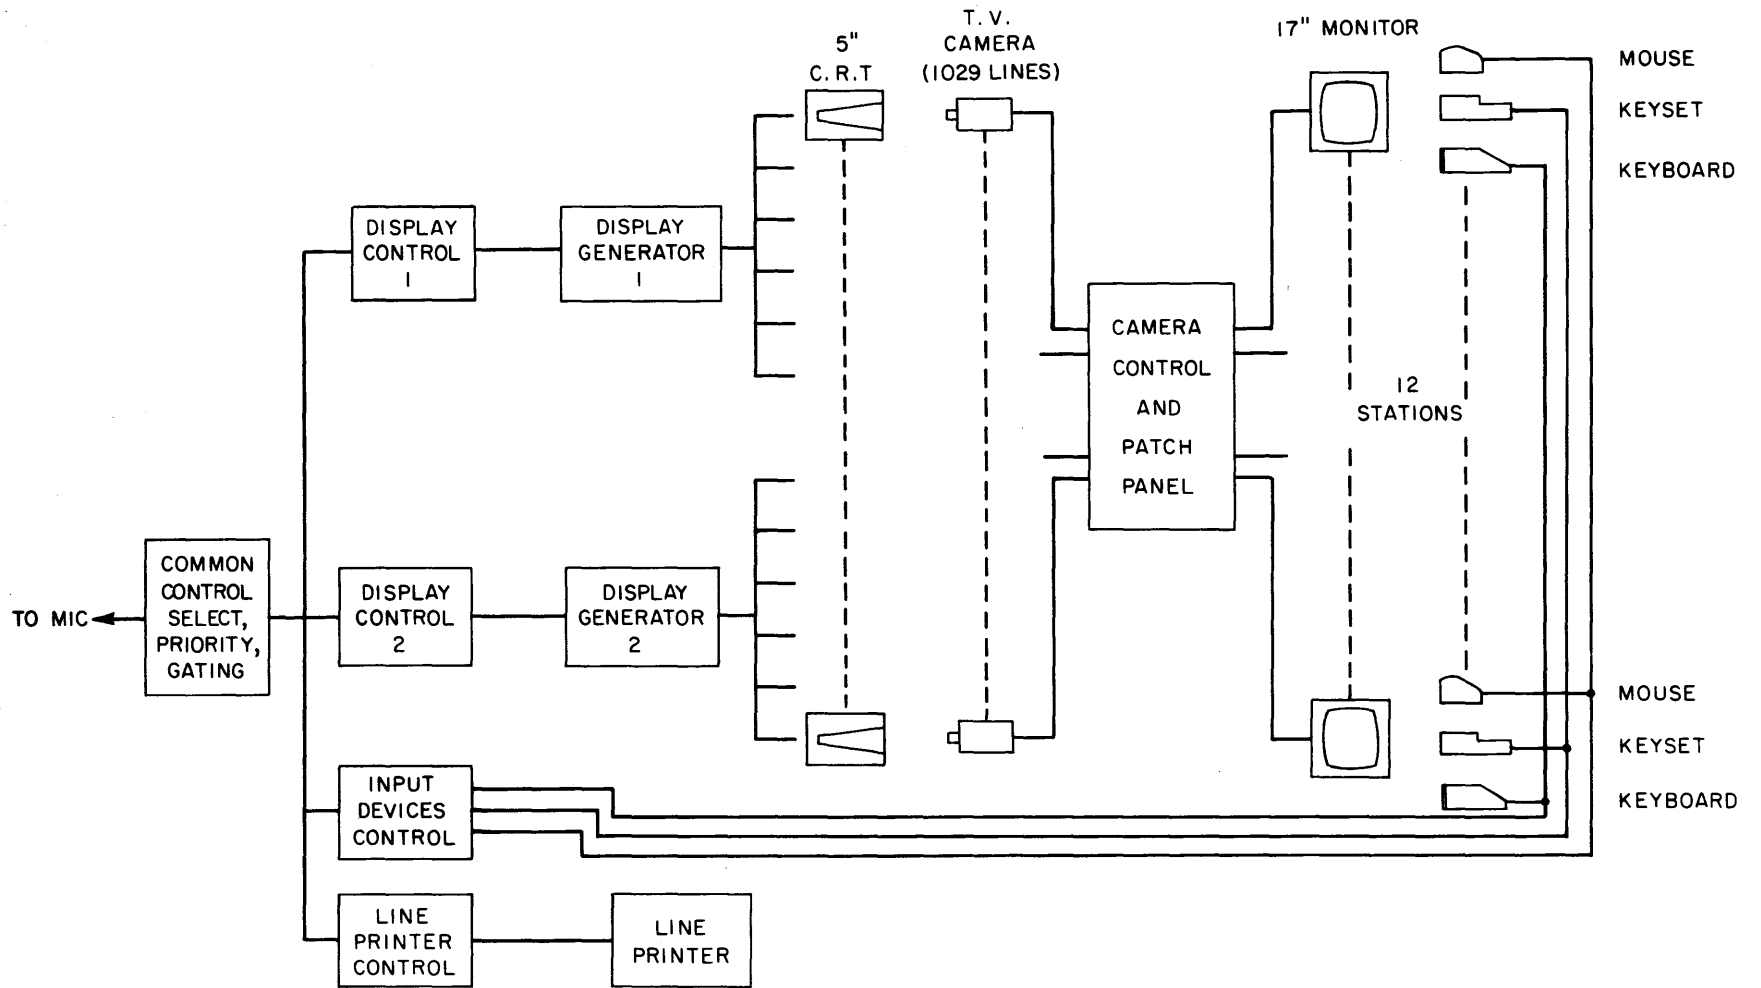 5"
C.R.T
T. V.
CAMERA
(1029 LINES)
17" MONITOR
MOUSE
KEYSET
KEYBOARD
DISPLAY
CONTROL
1
DISPLAY
GENERATOR
1
CAMERA
CONTROL
AND
PATCH
PANEL
12
STATIONS
TO MIC
COMMON
CONTROL
SELECT,
PRIORITY,
GATING
DISPLAY
CONTROL
2
DISPLAY
GENERATOR
2
MOUSE
KEYSET
KEYBOARD
INPUT
DEVICES
CONTROL
LINE
PRINTER
CONTROL
LINE
PRINTER